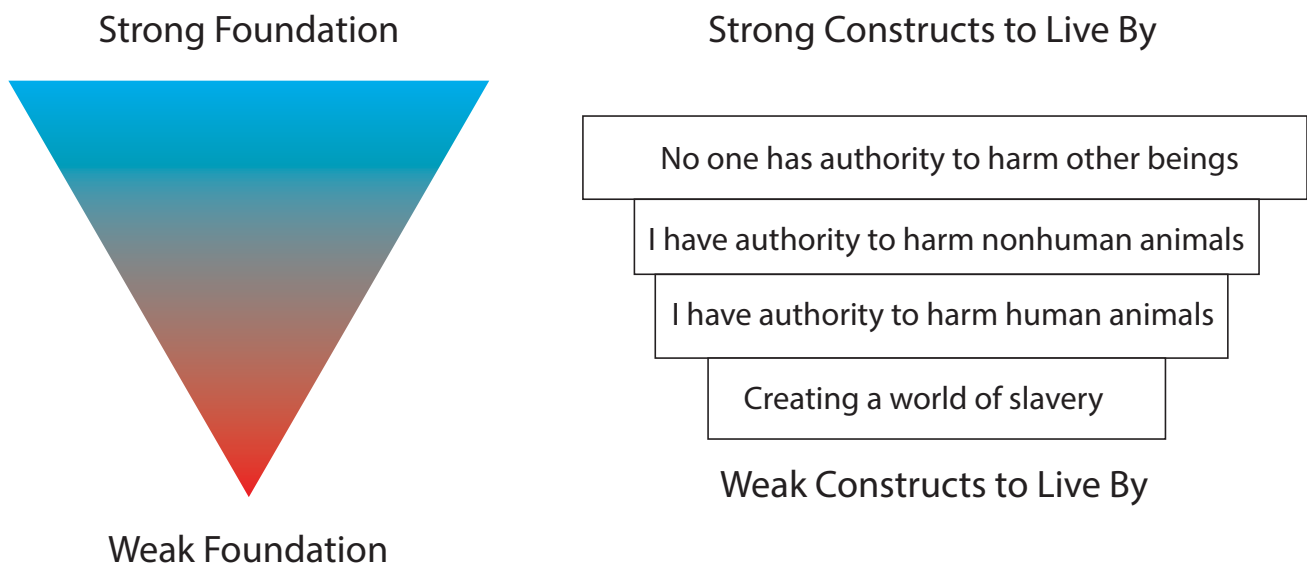 Strong Foundation
Strong Constructs to Live By
No one has authority to harm other beings
I have authority to harm nonhuman animals
I have authority to harm human animals
Creating a world of slavery
Weak Constructs to Live By
Weak Foundation